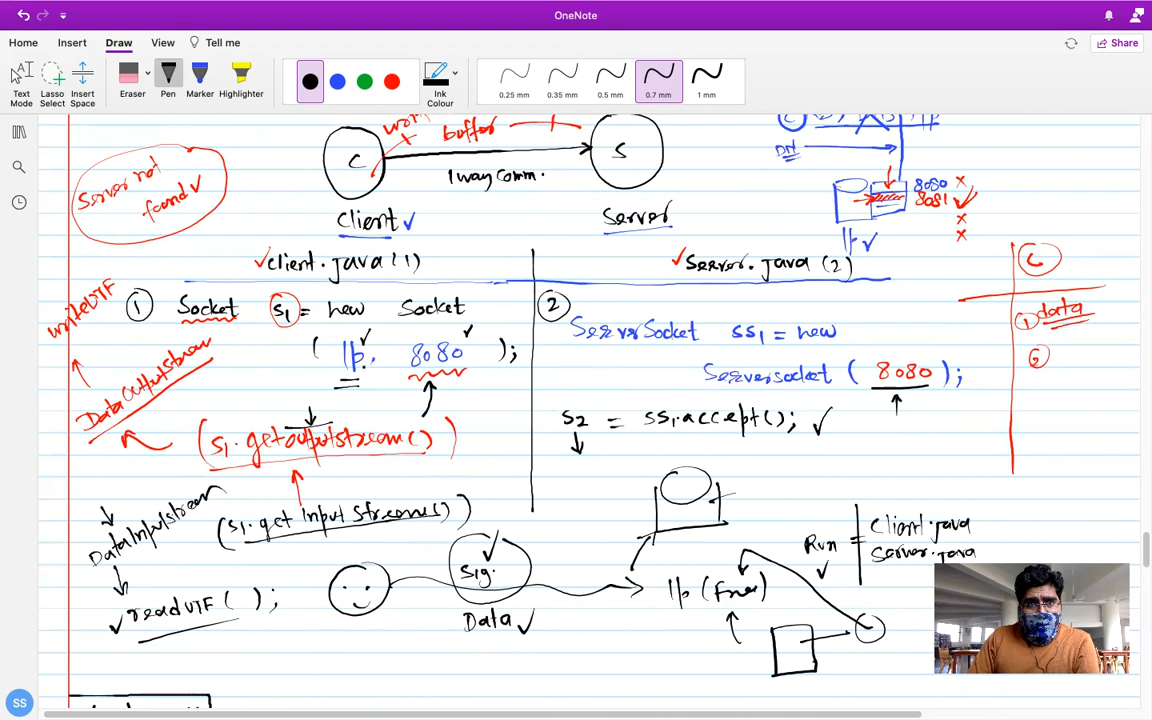 OneNote
Home Insert Draw View Tell me
Share
Text Mode
Lasso Select
Insert Space
Eraser
Pen
Marker
Highlighter
Ink Colour
0.25 mm
0.35 mm
0.5 mm
0.7 mm
1 mm
Server not
found ✓
C
buffer
S
1way Comm.
Client ✓
Server
8080 x
8081
x
x
✓client.java (1)
✓Server.java (2)
C
writeUTF
① Socket s1 = new Socket
( Ip. 8080 );
DataOutputStream
(s1.getoutputstream()
②
ServerSocket ss1 = new
Serversocket ( 8080 );
S2 = ss1.accept(); ✓
① data
DataInputstream
(s1.get Input Stream()
✓ readUTF ( );
Sig.
Data ✓
Ip (Free)
Run = Client.java
Server.java
SS